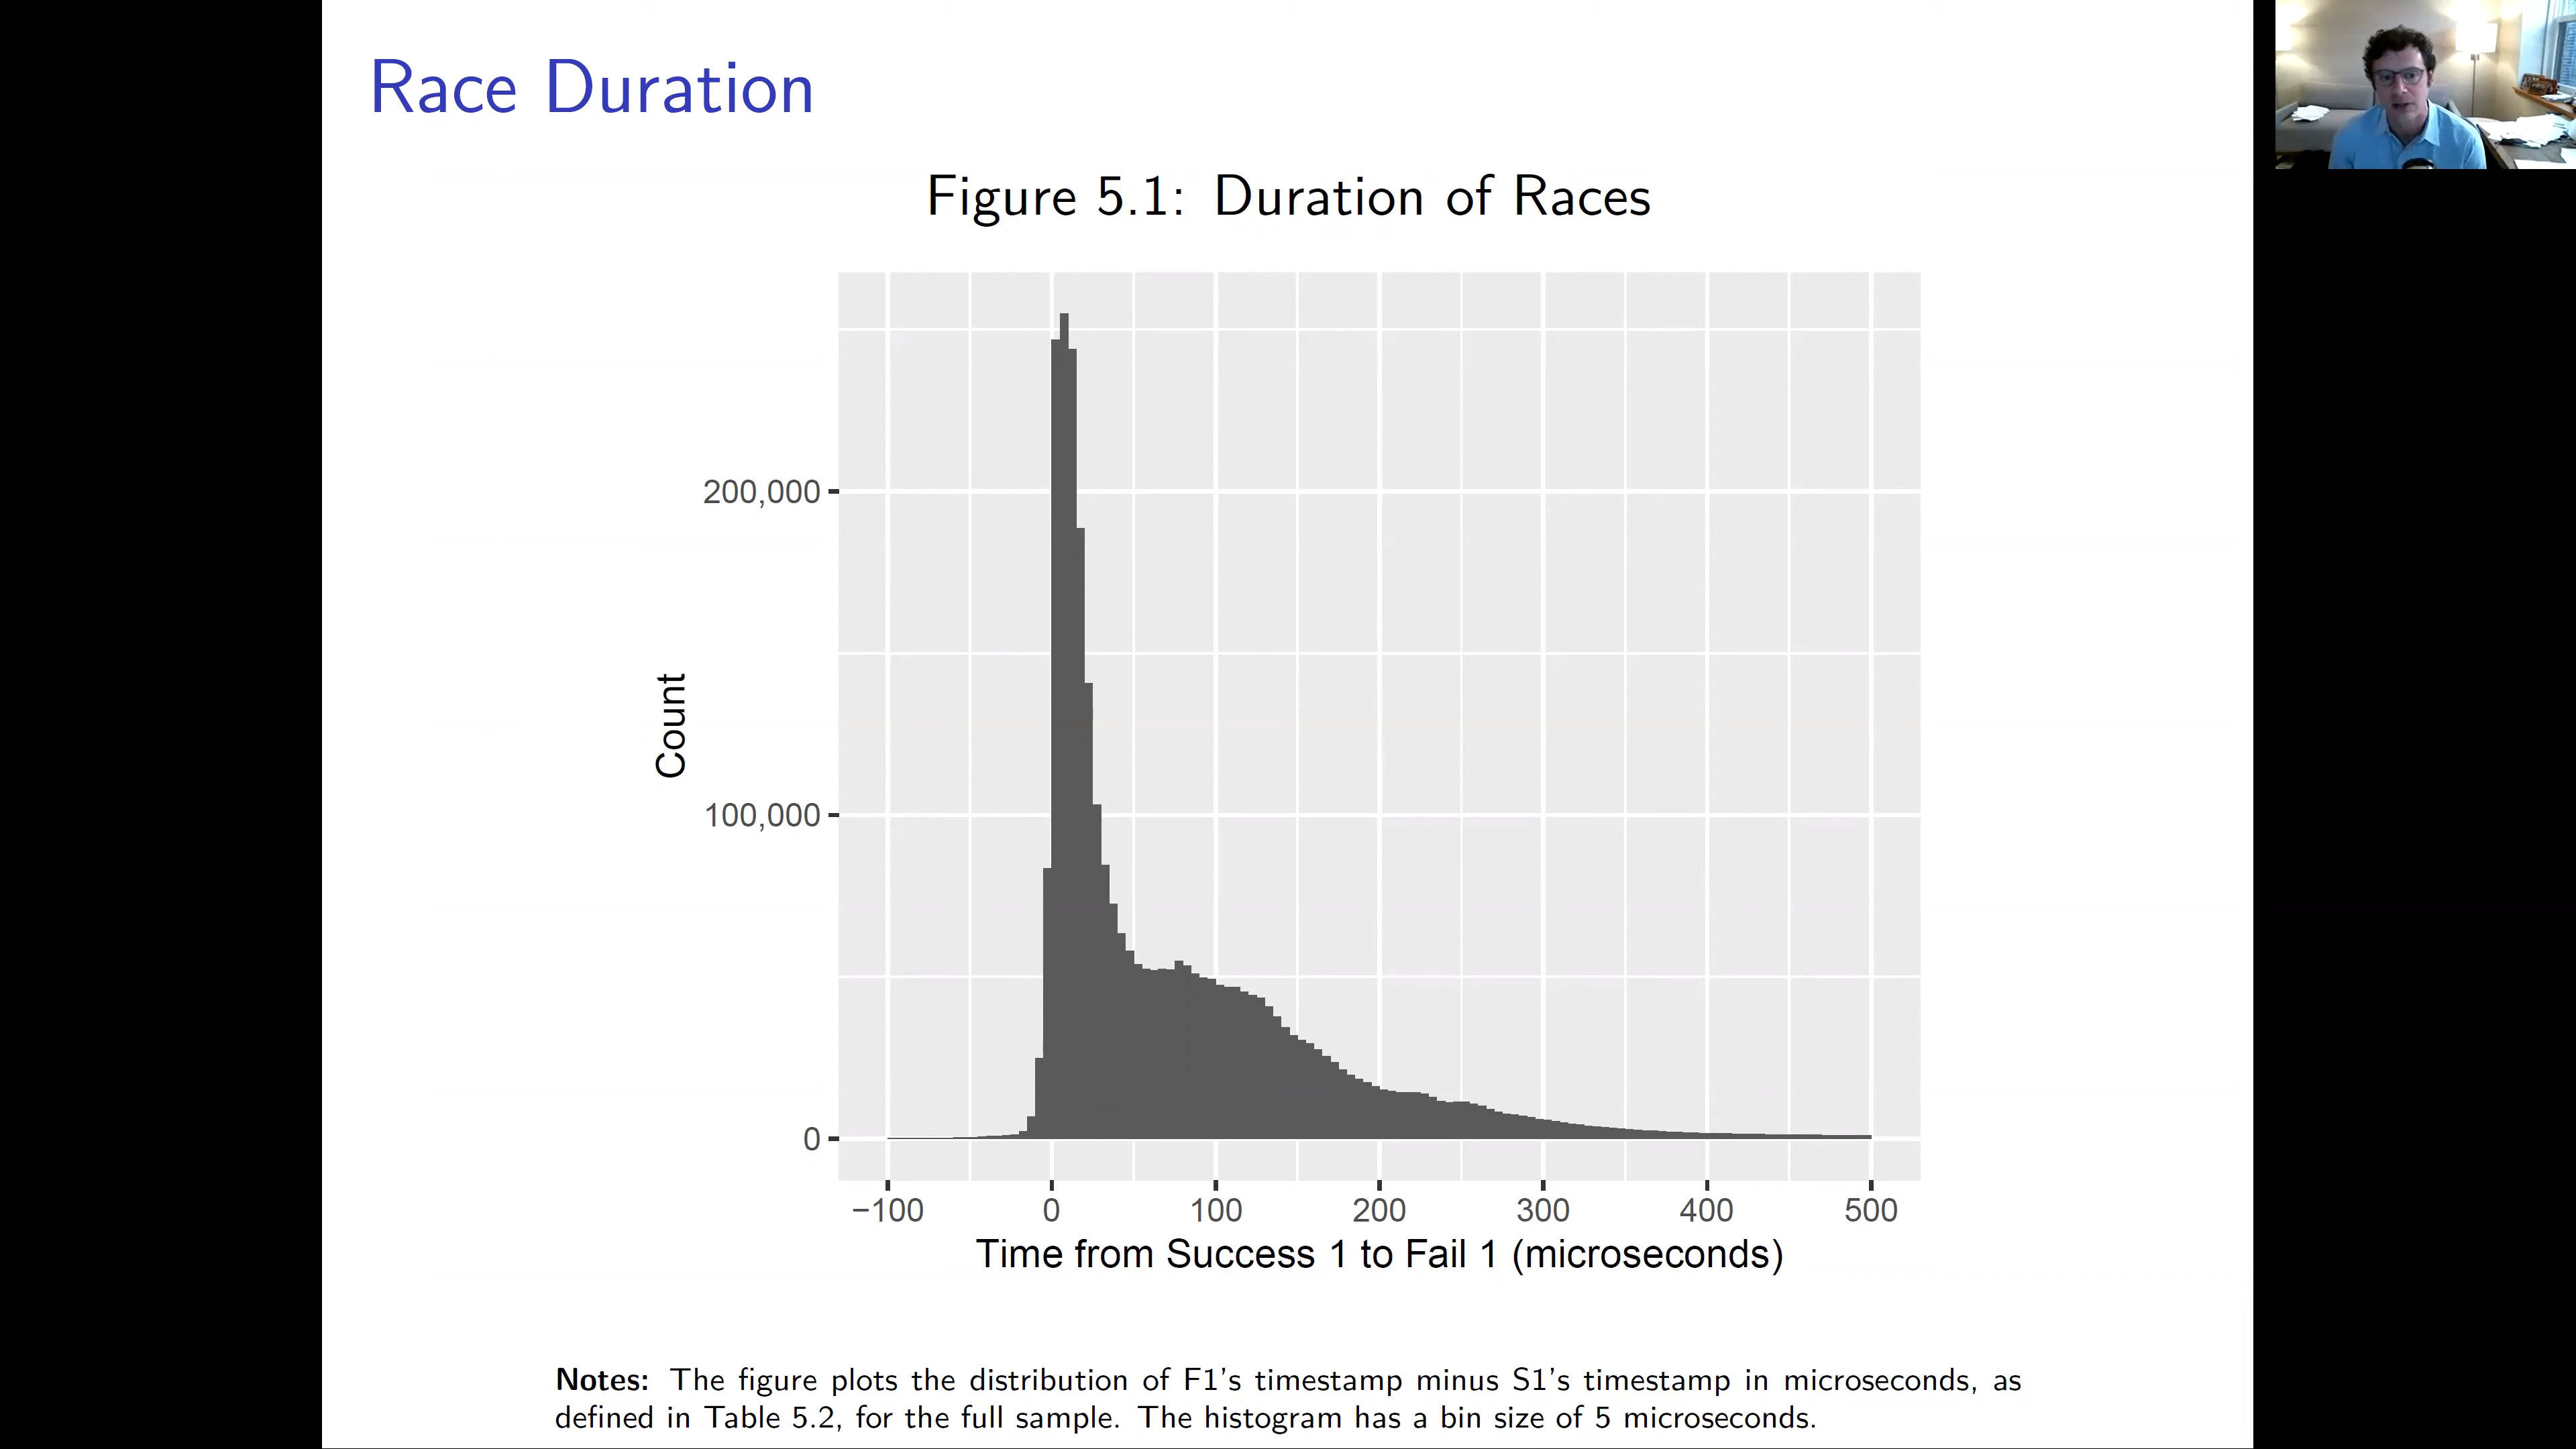 Race Duration
Figure 5.1: Duration of Races
200,000
100,000
0
Count
−100 0 100 200 300 400 500
Time from Success 1 to Fail 1 (microseconds)
Notes: The figure plots the distribution of F1's timestamp minus S1's timestamp in microseconds, as
defined in Table 5.2, for the full sample. The histogram has a bin size of 5 microseconds.